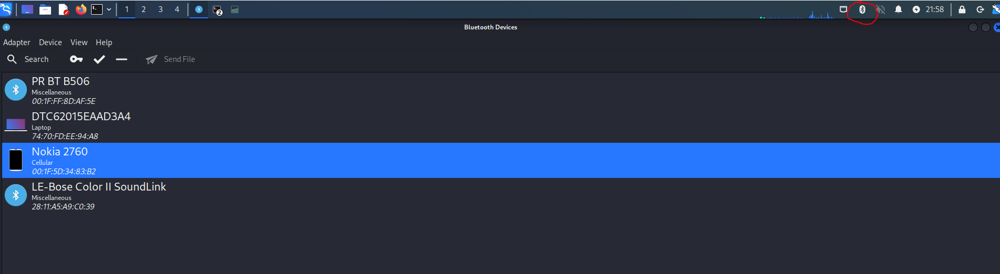 1 2 3 4 2 21:58
Bluetooth Devices
Adapter Device View Help
Search Send File
PR BT B506
Miscellaneous
00:1F:FF:8D:AF:5E
DTC62015EAAD3A4
Laptop
74:70:FD:EE:94:A8
Nokia 2760
Cellular
00:1F:5D:34:83:B2
LE-Bose Color II SoundLink
Miscellaneous
28:11:A5:A9:C0:39